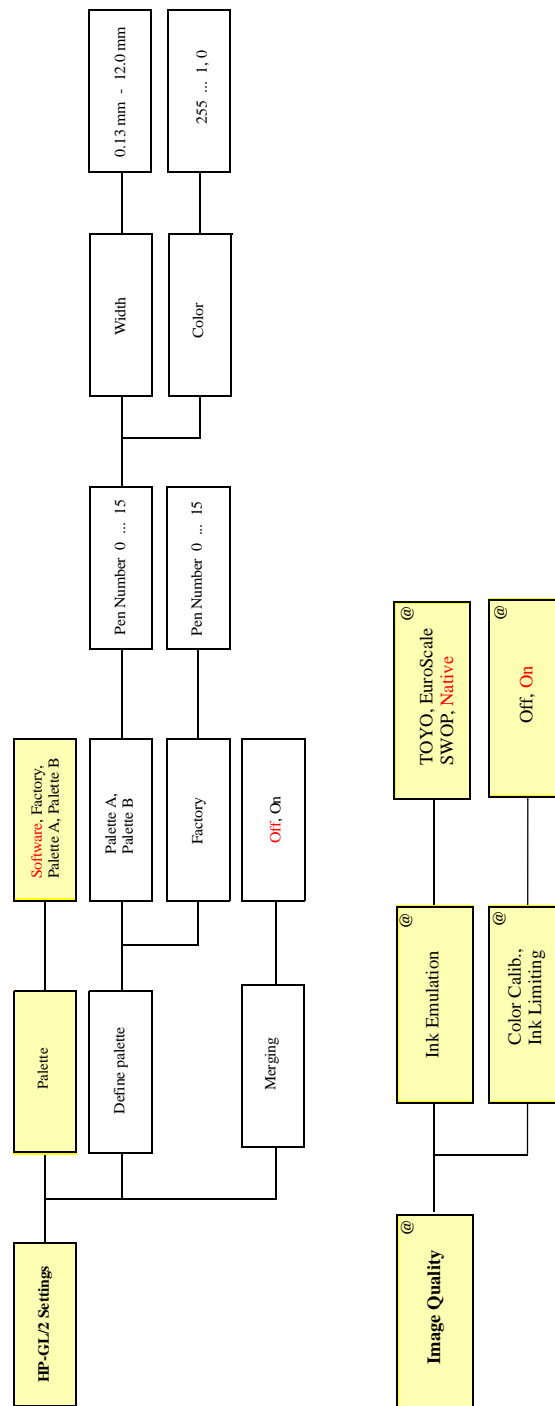 HP-GL/2 Settings
Palette
Software, Factory,
Palette A, Palette B
Define palette
Palette A,
Palette B
Pen Number 0 ... 15
Width
0.13 mm - 12.0 mm
Color
255 ... 1, 0
Factory
Pen Number 0 ... 15
Merging
Off, On
@
Image Quality
@
Ink Emulation
@
TOYO, EuroScale
SWOP, Native
@
Color Calib.,
Ink Limiting
@
Off, On